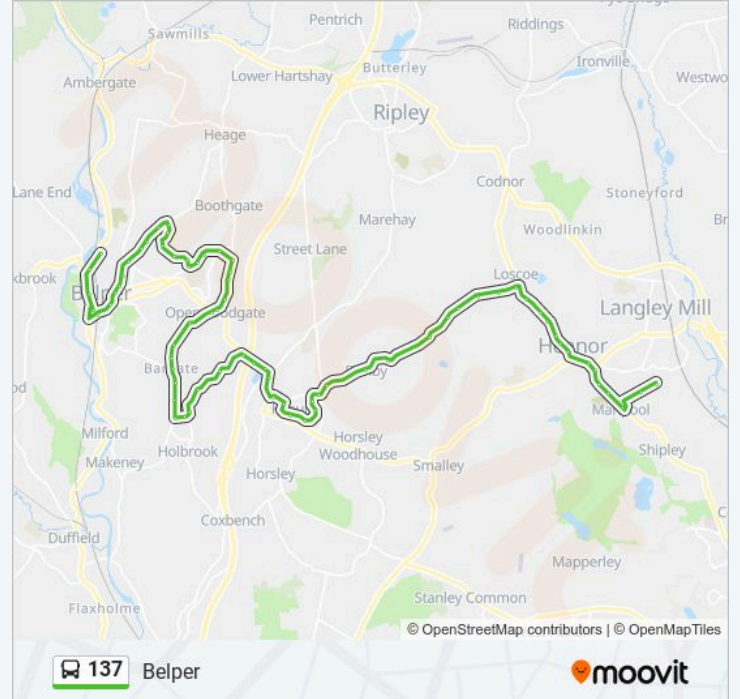 Pentrich
Riddings
Sawmills
Ironville
Ambergate
Lower Hartshay
Butterley
Westwo
Ripley
Heage
Codnor
Lane End
Stoneyford
Boothgate
Marehay
Woodlinkin
Br
Street Lane
Loscoe
Langley Mill
Milford
Horsley
Woodhouse
Shipley
Makeney
Holbrook
Smalley
Horsley
Coxbench
Duffield
Mapperley
Stanley Common
Flaxholme
© OpenStreetMap contributors | © OpenMapTiles
137 Belper
moovit